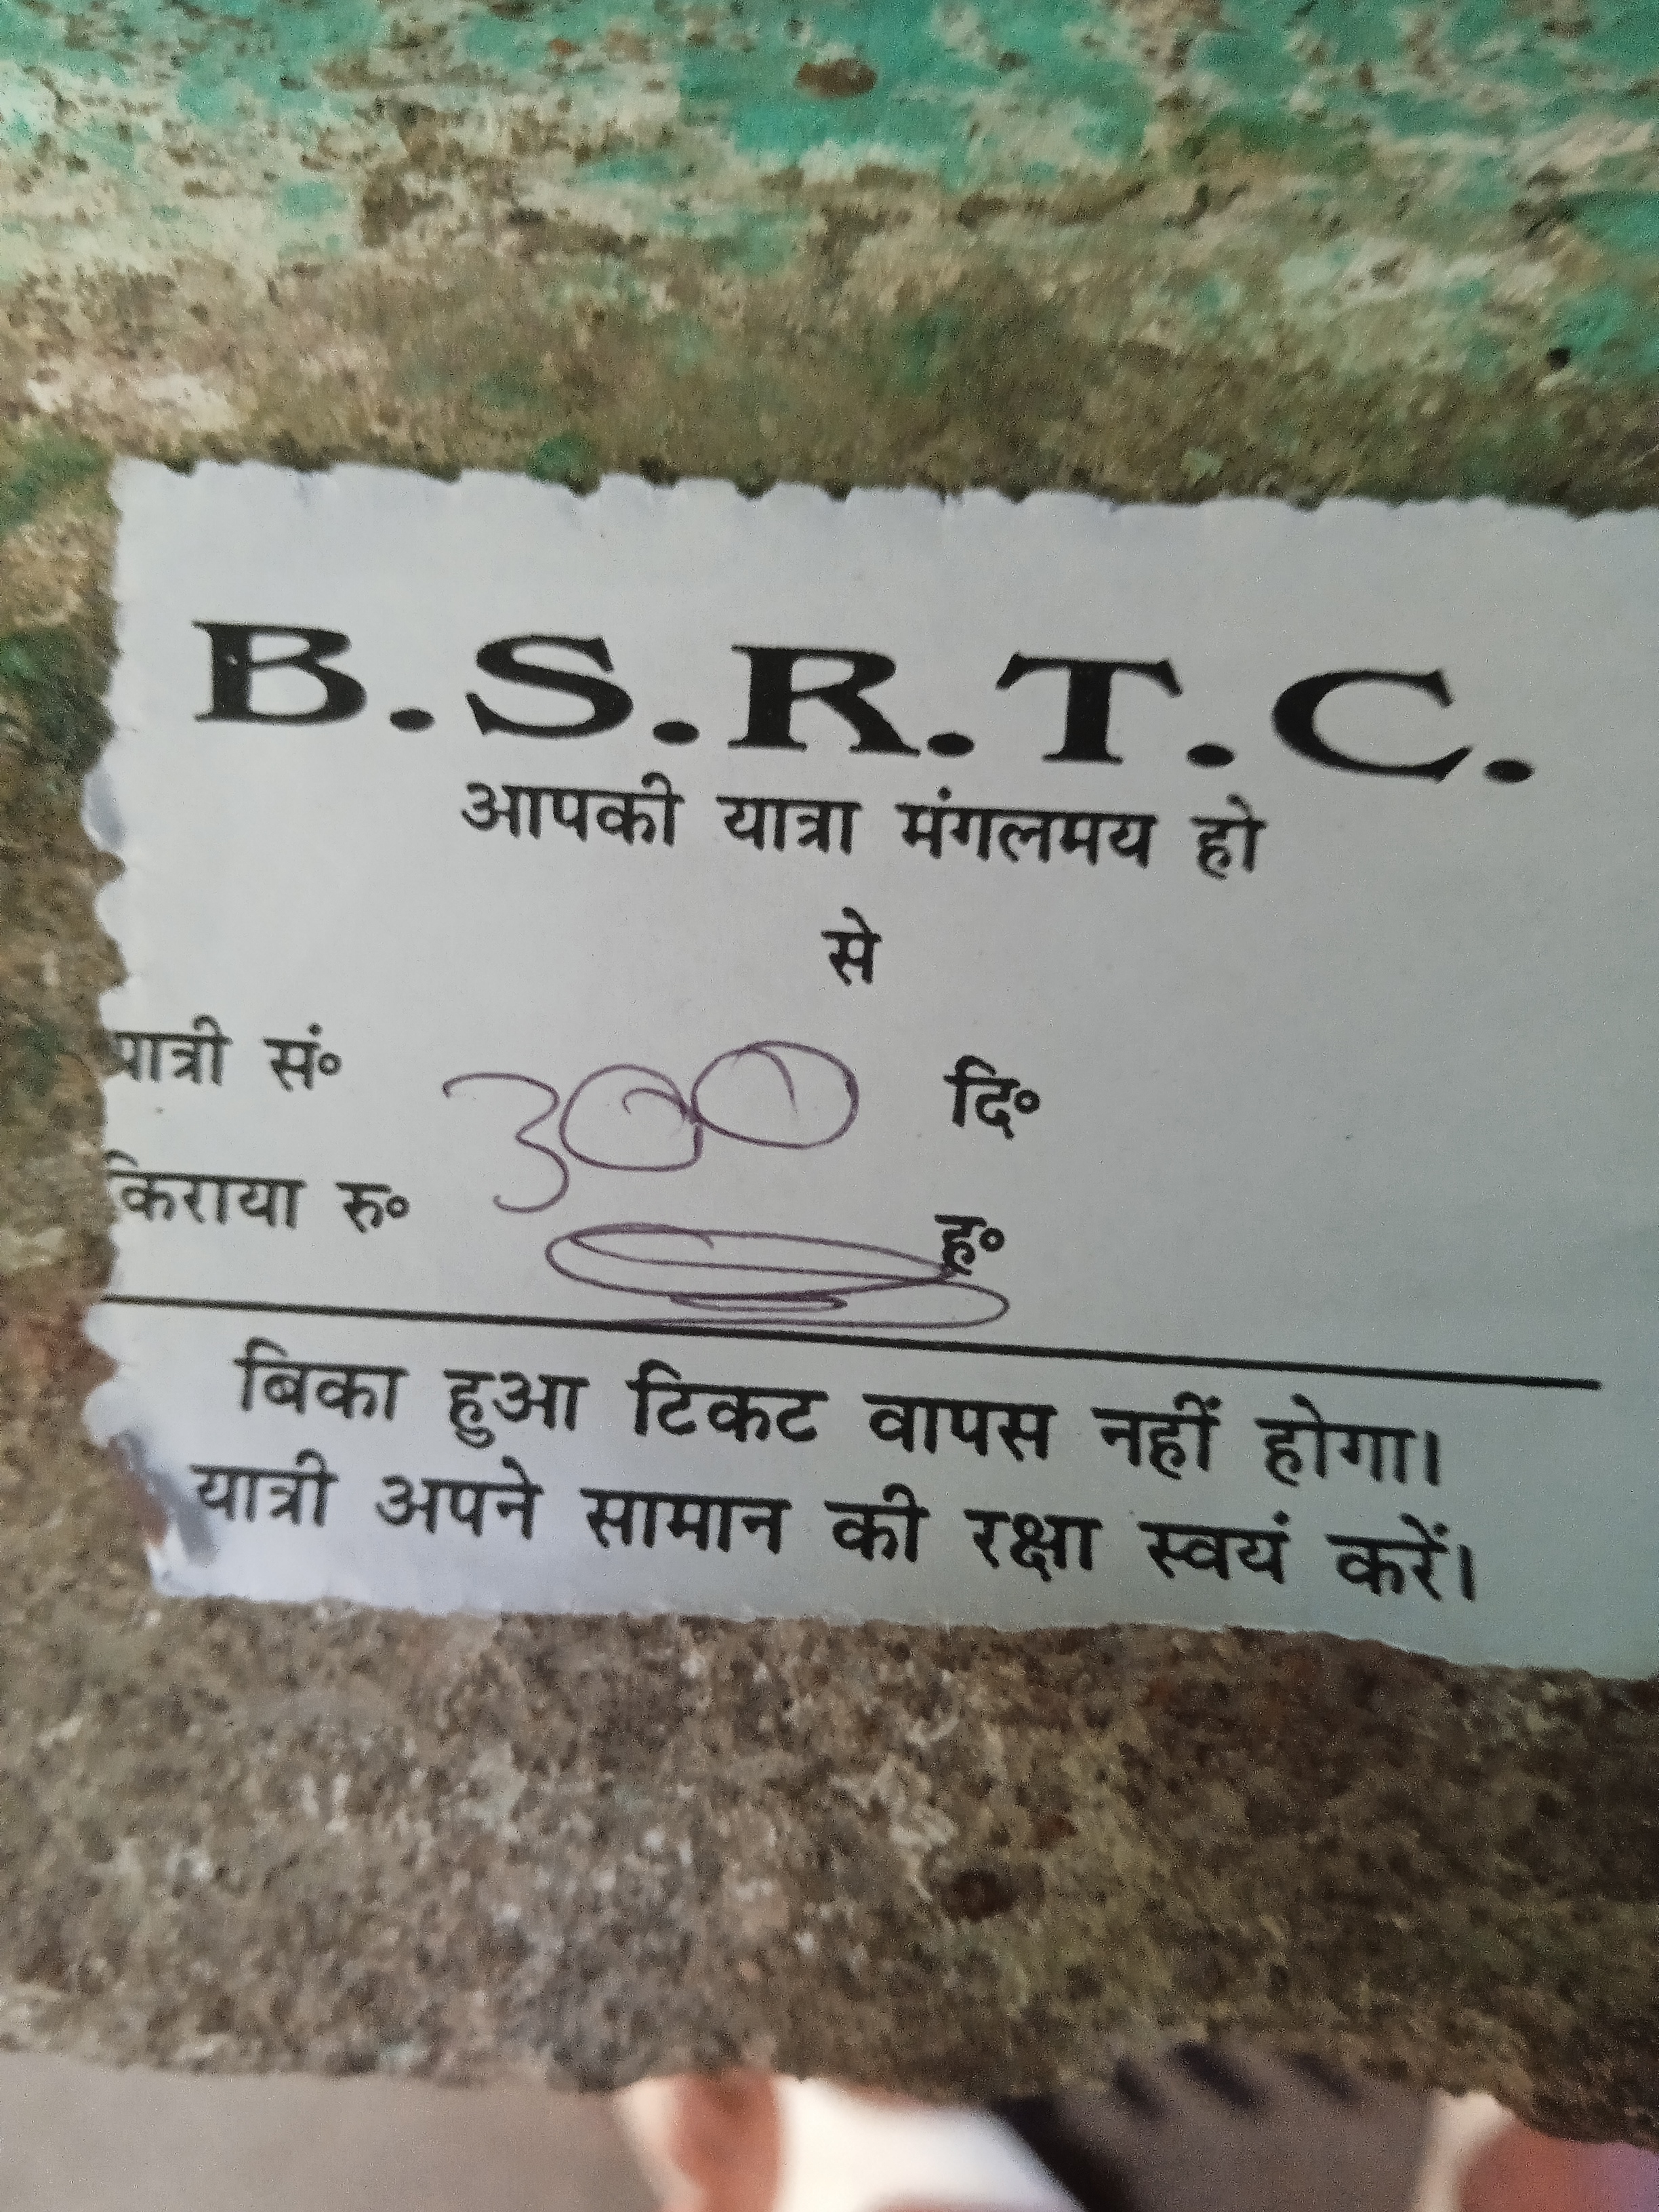 B.S.R.T.C.
आपकी यात्रा मंगलमय हो
से
यात्री सं० 300 दि०
किराया रु० ह०
बिका हुआ टिकट वापस नहीं होगा।
यात्री अपने सामान की रक्षा स्वयं करें।